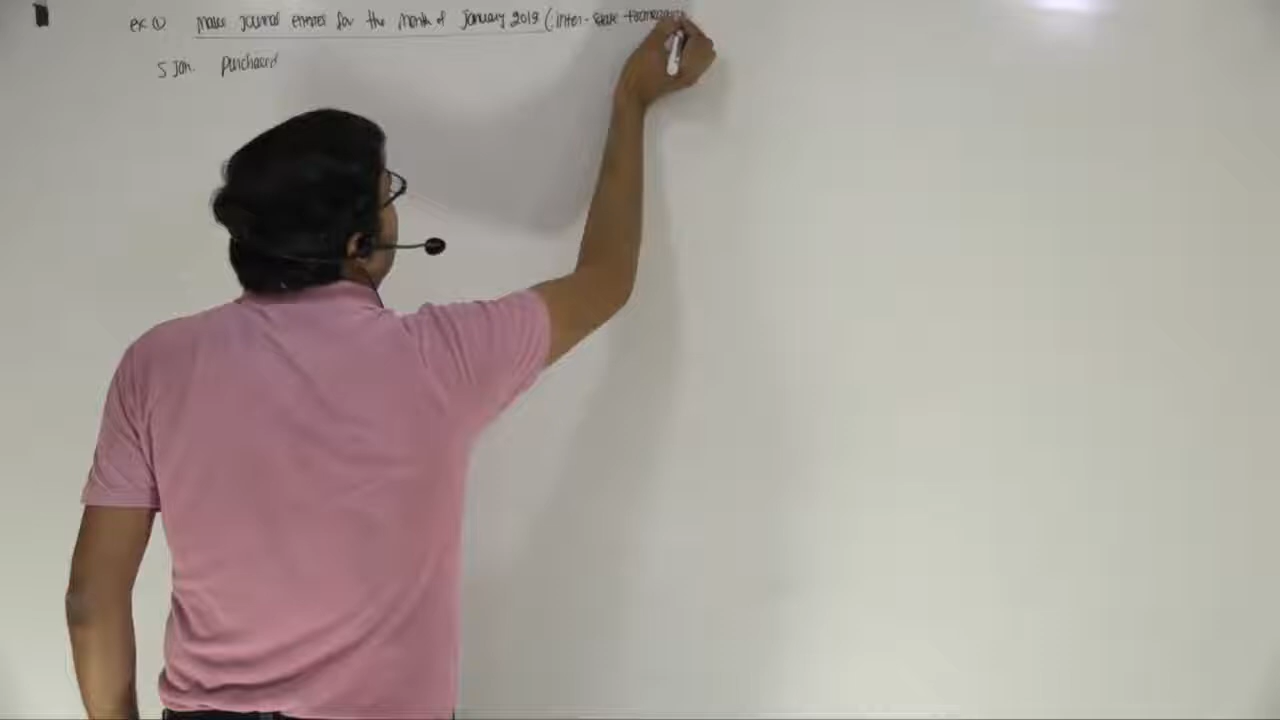 ex ① Make Journal entries for the Month of January 2019 (Inter-State
5 Jan. Purchased